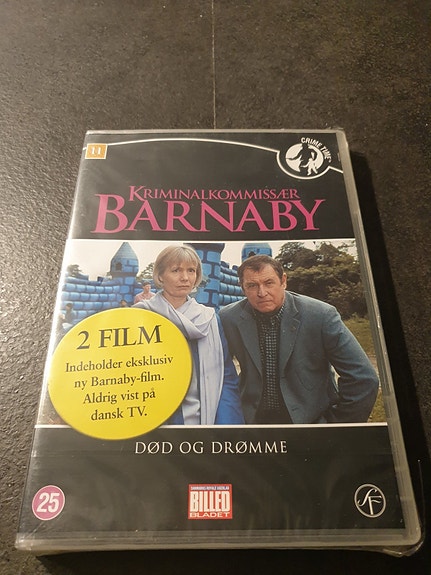 11
CRIME TIME
KRIMINALKOMMISSÆR
BARNABY
2 FILM
Indeholder eksklusiv
ny Barnaby-film.
Aldrig vist på
dansk TV.
DØD OG DRØMME
25
BILLED
BLADET
SF